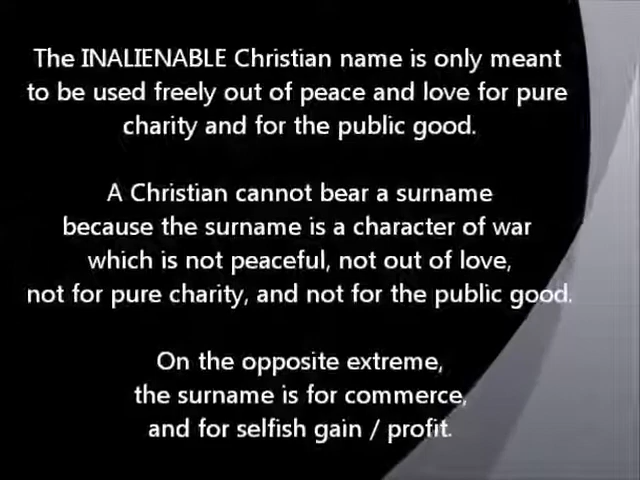 The INALIENABLE Christian name is only meant
to be used freely out of peace and love for pure
charity and for the public good.
A Christian cannot bear a surname
because the surname is a character of war
which is not peaceful, not out of love,
not for pure charity, and not for the public good.
On the opposite extreme,
the surname is for commerce,
and for selfish gain / profit.